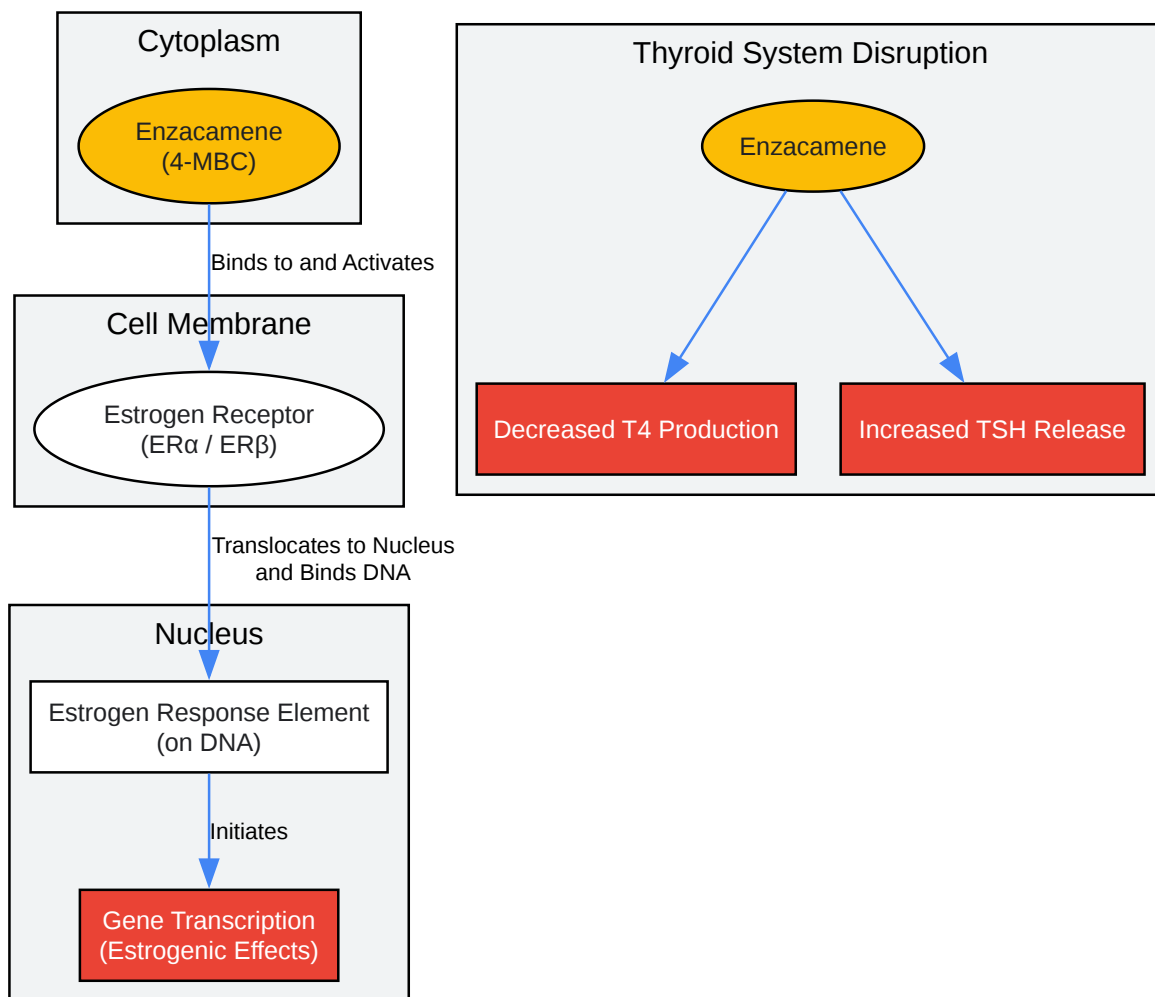 Cytoplasm
Enzacamene
(4-MBC)
Binds to and Activates
Cell Membrane
Estrogen Receptor
(ERα / ERβ)
Translocates to Nucleus
and Binds DNA
Nucleus
Estrogen Response Element
(on DNA)
Initiates
Gene Transcription
(Estrogenic Effects)
Thyroid System Disruption
Enzacamene
Decreased T4 Production
Increased TSH Release